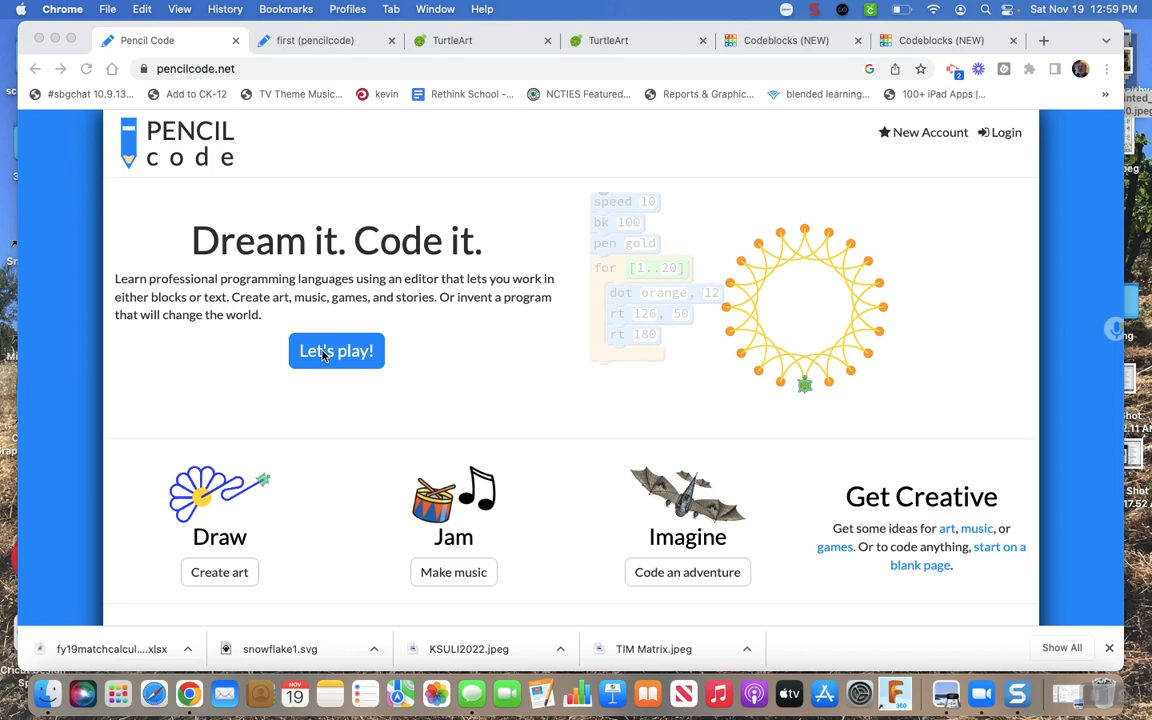 Chrome File Edit View History Bookmarks Profiles Tab Window Help Sat Nov 19 12:59 PM
Pencil Code first (pencilcode) TurtleArt TurtleArt Codeblocks (NEW) Codeblocks (NEW)
pencilcode.net
2
#sbgchat 10.9.13... Add to CK-12 TV Theme Music... kevin Rethink School -... NCTIES Featured... Reports & Graphic... blended learning... 100+ iPad Apps |...
PENCIL
code
New Account Login
Dream it. Code it.
Learn professional programming languages using an editor that lets you work in
either blocks or text. Create art, music, games, and stories. Or invent a program
that will change the world.
Let's play!
speed 10
bk 100
pen gold
for [1..20]
dot orange, 12
rt 126, 50
rt 180
Draw
Create art
Jam
Make music
Imagine
Code an adventure
Get Creative
Get some ideas for art, music, or
games. Or to code anything, start on a
blank page.
fy19matchcalcul....xlsx snowflake1.svg KSULI2022.jpeg TIM Matrix.jpeg Show All
NOV
19
tv
360